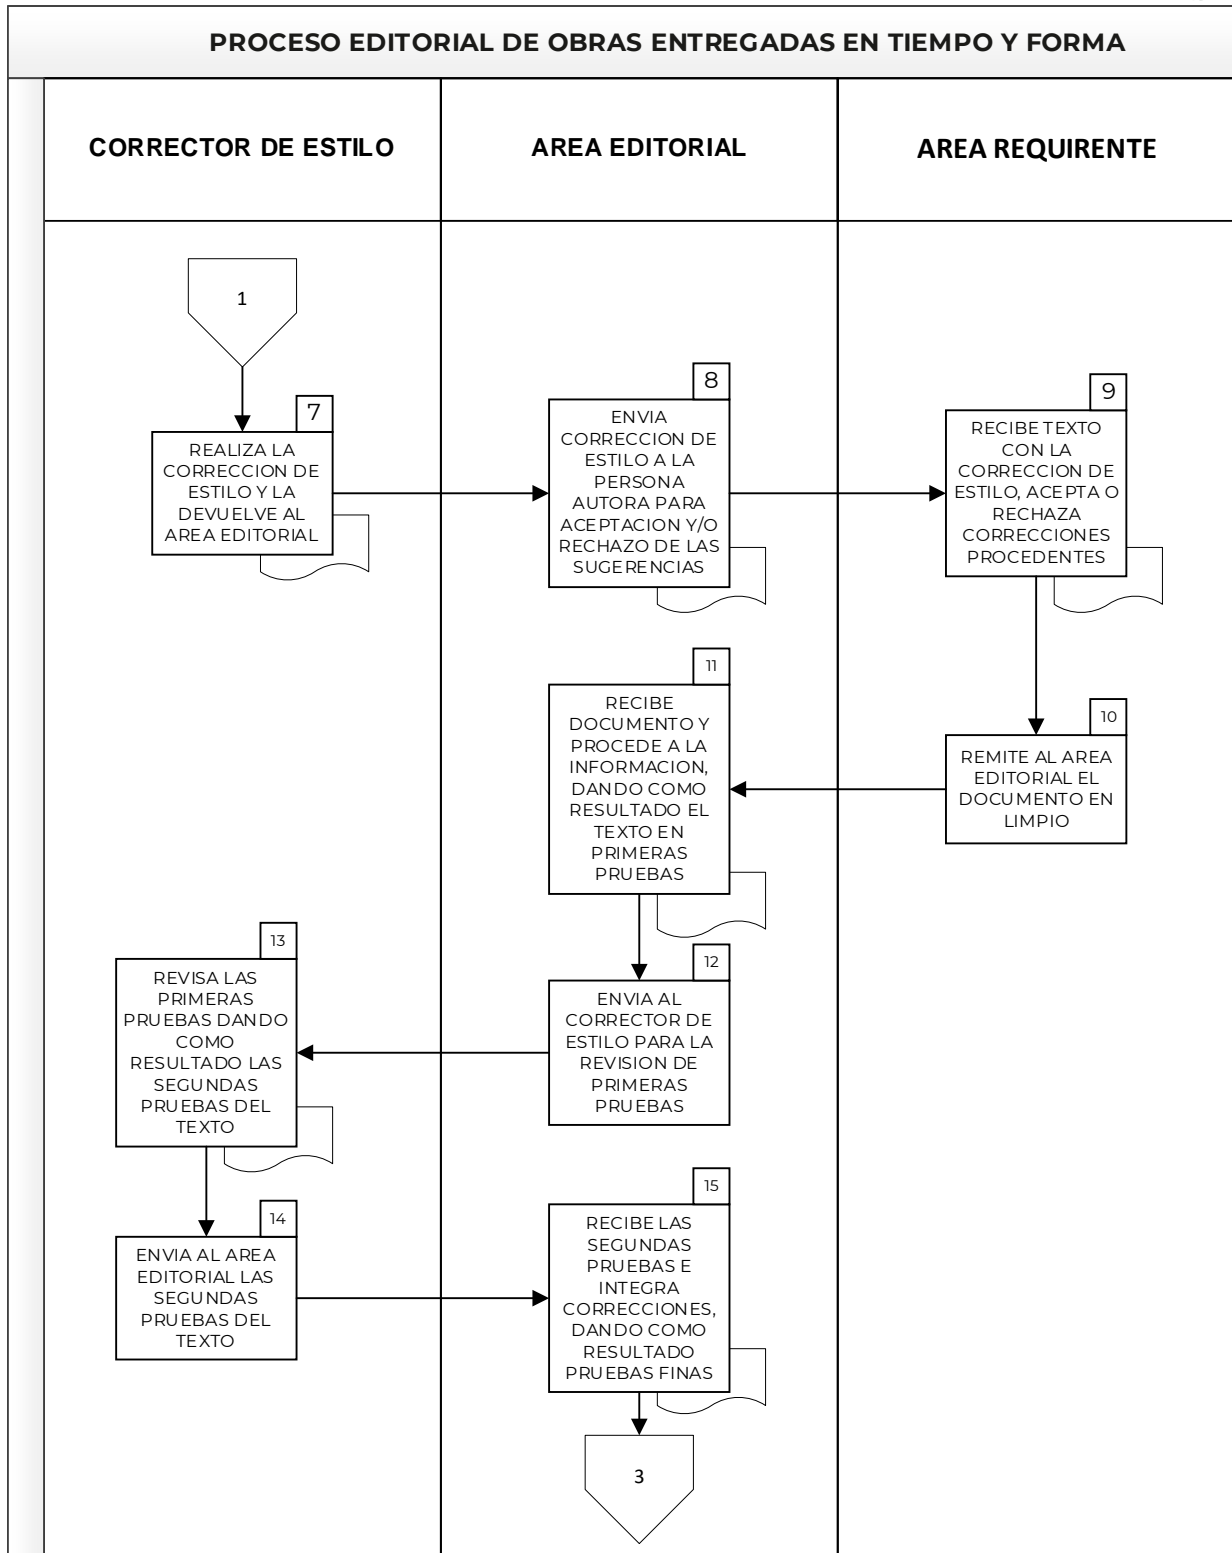 PROCESO EDITORIAL DE OBRAS ENTREGADAS EN TIEMPO Y FORMA
CORRECTOR DE ESTILO
AREA EDITORIAL
AREA REQUIRENTE
1
7
REALIZA LA
CORRECCION DE
ESTILO Y LA
DEVUELVE AL
AREA EDITORIAL
8
ENVIA
CORRECCION DE
ESTILO A LA
PERSONA
AUTORA PARA
ACEPTACION Y/O
RECHAZO DE LAS
SUGERENCIAS
9
RECIBE TEXTO
CON LA
CORRECCION DE
ESTILO, ACEPTA O
RECHAZA
CORRECCIONES
PROCEDENTES
10
REMITE AL AREA
EDITORIAL EL
DOCUMENTO EN
LIMPIO
11
RECIBE
DOCUMENTO Y
PROCEDE A LA
INFORMACION,
DANDO COMO
RESULTADO EL
TEXTO EN
PRIMERAS
PRUEBAS
12
ENVIA AL
CORRECTOR DE
ESTILO PARA LA
REVISION DE
PRIMERAS
PRUEBAS
13
REVISA LAS
PRIMERAS
PRUEBAS DANDO
COMO
RESULTADO LAS
SEGUNDAS
PRUEBAS DEL
TEXTO
14
ENVIA AL AREA
EDITORIAL LAS
SEGUNDAS
PRUEBAS DEL
TEXTO
15
RECIBE LAS
SEGUNDAS
PRUEBAS E
INTEGRA
CORRECCIONES,
DANDO COMO
RESULTADO
PRUEBAS FINAS
3